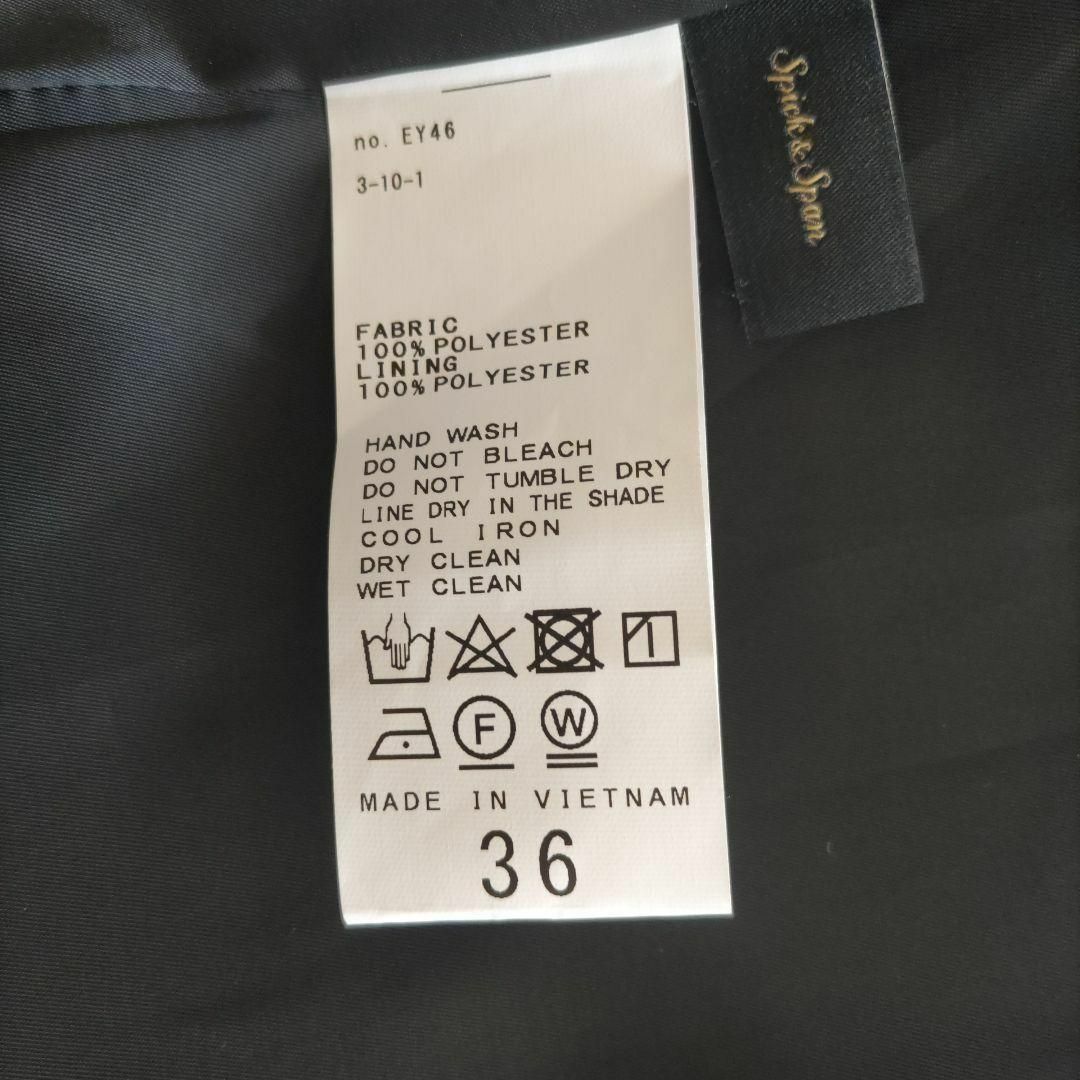 no. EY46
3-10-1
FABRIC
100% POLYESTER
LINING
100% POLYESTER
HAND WASH
DO NOT BLEACH
DO NOT TUMBLE DRY
LINE DRY IN THE SHADE
COOL IRON
DRY CLEAN
WET CLEAN
F W
MADE IN VIETNAM
36
Spick & Span